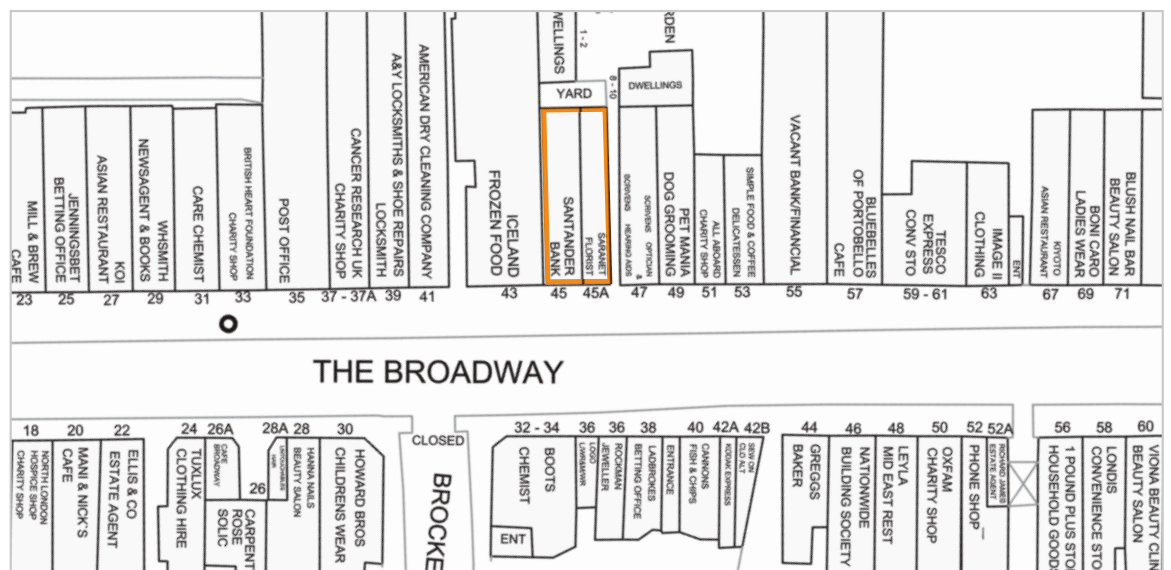 WELLINGS
1 - 2
RDEN
8 - 10
YARD
DWELLINGS
MILL & BREW
CAFE
JENNINGSBET
BETTING OFFICE
KOI
ASIAN RESTAURANT
WHSMITH
NEWSAGENT & BOOKS
CARE CHEMIST
BRITISH HEART FOUNDATION
CHARITY SHOP
POST OFFICE
CANCER RESEARCH UK
CHARITY SHOP
A&Y LOCKSMITHS & SHOE REPAIRS
LOCKSMITH
AMERICAN DRY CLEANING COMPANY
ICELAND
FROZEN FOOD
SANTANDER
BANK
SARANET
FLORIST
SCRIVENS OPTICIAN &
SCRIVENS HEARING AIDS
PET MANIA
DOG GROOMING
ALL ABOARD
CHARITY SHOP
SIMPLE FOOD & COFFEE
DELICATESSEN
VACANT BANK/FINANCIAL
BLUEBELLES
OF PORTOBELLO
CAFE
TESCO
EXPRESS
CONV STO
IMAGE II
CLOTHING
ENT
KIYOTO
ASIAN RESTAURANT
BONI CARO
LADIES WEAR
BLUSH NAIL BAR
BEAUTY SALON
23 25 27 29 31 33 35 37 - 37A 39 41 43 45 45A 47 49 51 53 55 57 59 - 61 63 67 69 71
THE BROADWAY
18 20 22 24 26A 28A 28 30 CLOSED 32 - 34 36 36 38 40 42A 42B 44 46 48 50 52 52A 56 58 60
NORTH LONDON
HOSPICE SHOP
CHARITY SHOP
MANI & NICK'S
CAFE
ELLIS & CO
ESTATE AGENT
TUXLUX
CLOTHING HIRE
CAFE
BROADWAY
26
CARPENT
ROSE
SOLIC
HAIR
HANNA NAILS
BEAUTY SALON
HOWARD BROS
CHILDRENS WEAR
BROCKE
BOOTS
CHEMIST
ENT
LOGO
ROCKMAN
JEWELLER
LADBROKES
BETTING OFFICE
ENTRANCE
CANNONS
FISH & CHIPS
KODAK EXPRESS
SEW ON
CLO ALT
GREGGS
BAKER
NATIONWIDE
BUILDING SOCIETY
LEYLA
MID EAST REST
OXFAM
CHARITY SHOP
PHONE SHOP
RICHARD JAMES
ESTATE AGENT
1 POUND PLUS STO
HOUSEHOLD GOOD
LONDIS
CONVENIENCE STO
VIONA BEAUTY CLIN
BEAUTY SALON